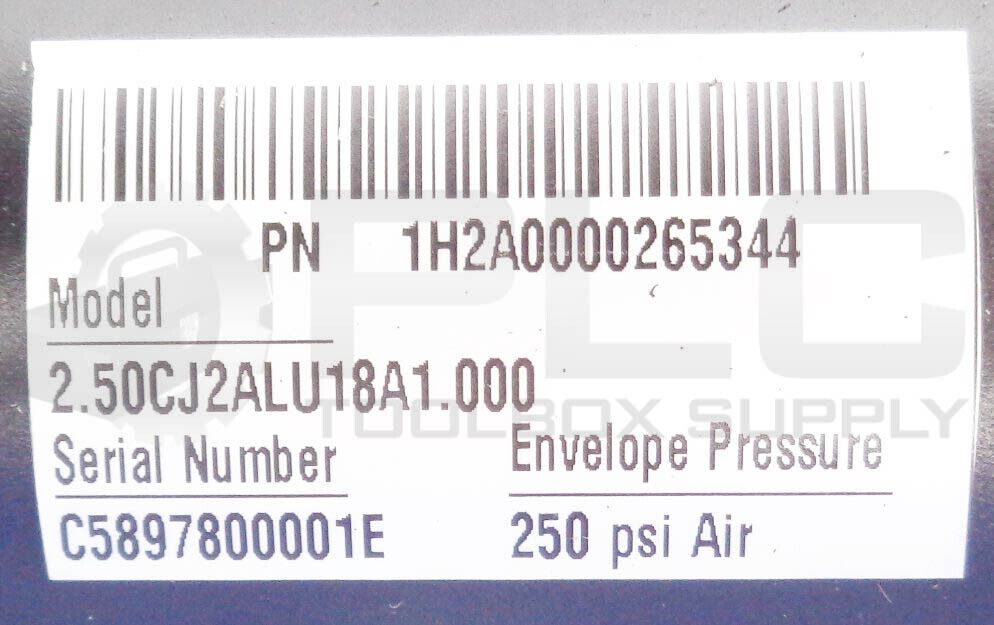 PN 1H2A0000265344
Model
2.50CJ2ALU18A1.000
Serial Number
Envelope Pressure
C5897800001E
250 psi Air
PLC
TOOLBOX SUPPLY